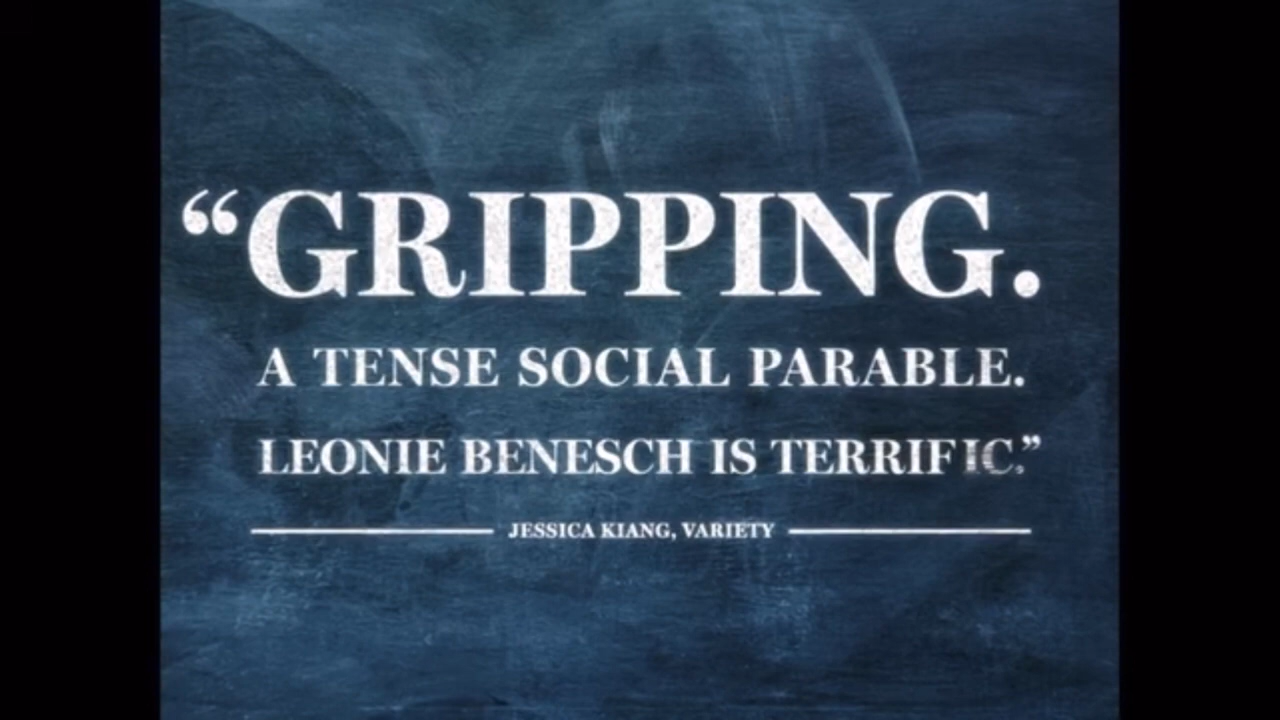 “GRIPPING.
A TENSE SOCIAL PARABLE.
LEONIE BENESCH IS TERRIFIC.”
JESSICA KIANG, VARIETY